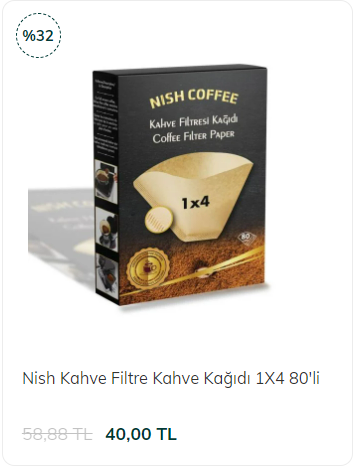 %32
NISH COFFEE
Kahve Filtresi Kağıdı
Coffee Filter Paper
1x4
80
Nish Kahve Filtre Kahve Kağıdı 1X4 80'li
58,88 TL 40,00 TL